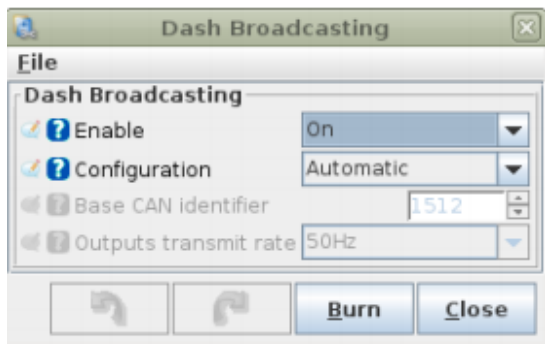 Dash Broadcasting
File
Dash Broadcasting
Enable On
Configuration Automatic
Base CAN identifier 1512
Outputs transmit rate 50Hz
Burn Close